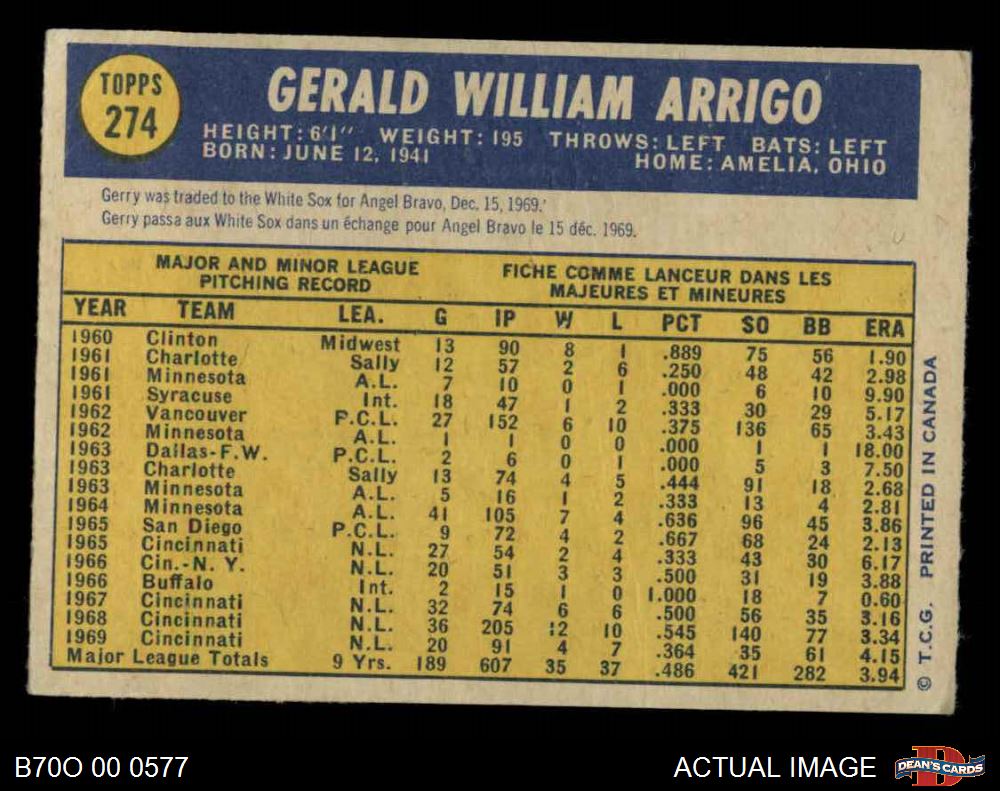 TOPPS
274
GERALD WILLIAM ARRIGO
HEIGHT: 6'1" WEIGHT: 195 THROWS: LEFT BATS: LEFT
BORN: JUNE 12, 1941 HOME: AMELIA, OHIO
Gerry was traded to the White Sox for Angel Bravo, Dec. 15, 1969.
Gerry passa aux White Sox dans un échange pour Angel Bravo le 15 déc. 1969.
MAJOR AND MINOR LEAGUE FICHE COMME LANCEUR DANS LES
PITCHING RECORD MAJEURES ET MINEURES
YEAR TEAM LEA. G IP W L PCT SO BB ERA
1960 Clinton Midwest 13 90 8 1 .889 75 56 1.90
1961 Charlotte Sally 12 57 2 6 .250 48 42 2.98
1961 Minnesota A.L. 7 10 0 1 .000 6 10 9.90
1961 Syracuse Int. 18 47 1 2 .333 30 29 5.17
1962 Vancouver P.C.L. 27 152 6 10 .375 136 65 3.43
1962 Minnesota A.L. 1 1 0 0 .000 1 1 18.00
1963 Dallas-F.W. P.C.L. 2 6 0 1 .000 5 3 7.50
1963 Charlotte Sally 13 74 4 5 .444 91 18 2.68
1963 Minnesota A.L. 5 16 1 2 .333 13 4 2.81
1964 Minnesota A.L. 41 105 7 4 .636 96 45 3.86
1965 San Diego P.C.L. 9 72 4 2 .667 68 24 2.13
1965 Cincinnati N.L. 27 54 2 4 .333 43 30 6.17
1966 Cin.-N. Y. N.L. 20 51 3 3 .500 31 19 3.88
1966 Buffalo Int. 2 15 1 0 1.000 18 7 0.60
1967 Cincinnati N.L. 32 74 6 6 .500 56 35 3.16
1968 Cincinnati N.L. 36 205 12 10 .545 140 77 3.34
1969 Cincinnati N.L. 20 91 4 7 .364 35 61 4.15
Major League Totals 9 Yrs. 189 607 35 37 .486 421 282 3.94
© T.C.G. PRINTED IN CANADA
B70O 00 0577 ACTUAL IMAGE
DEAN'S CARDS